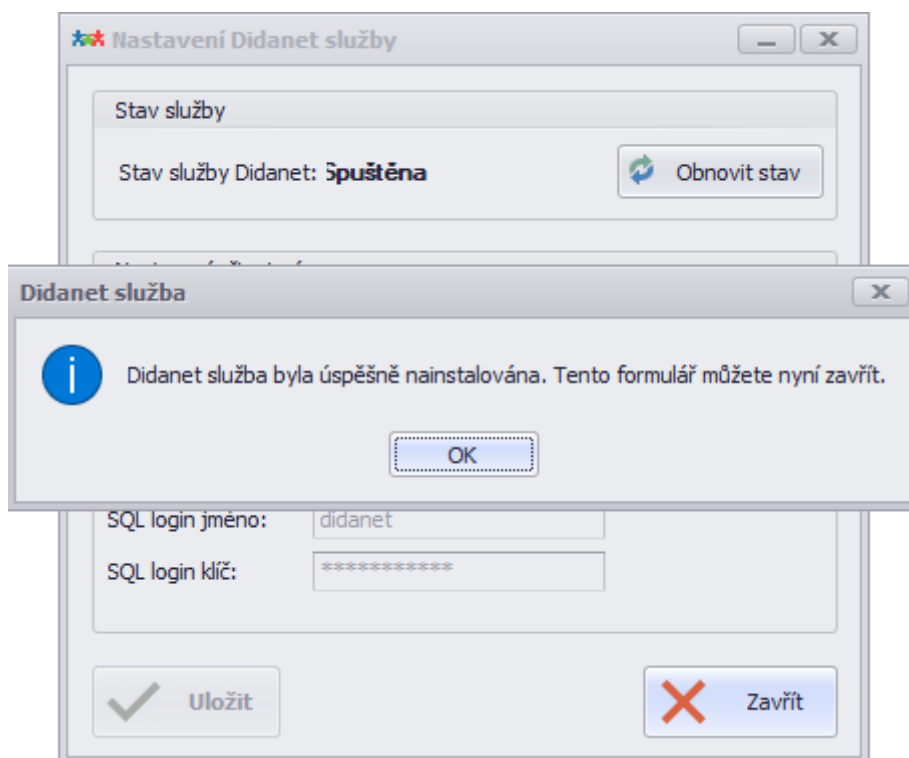 Nastavení Didanet služby
Stav služby
Stav služby Didanet: Spuštěna
Obnovit stav
Didanet služba
Didanet služba byla úspěšně nainstalována. Tento formulář můžete nyní zavřít.
OK
SQL login jméno: didanet
SQL login klíč: ***********
Uložit
Zavřít